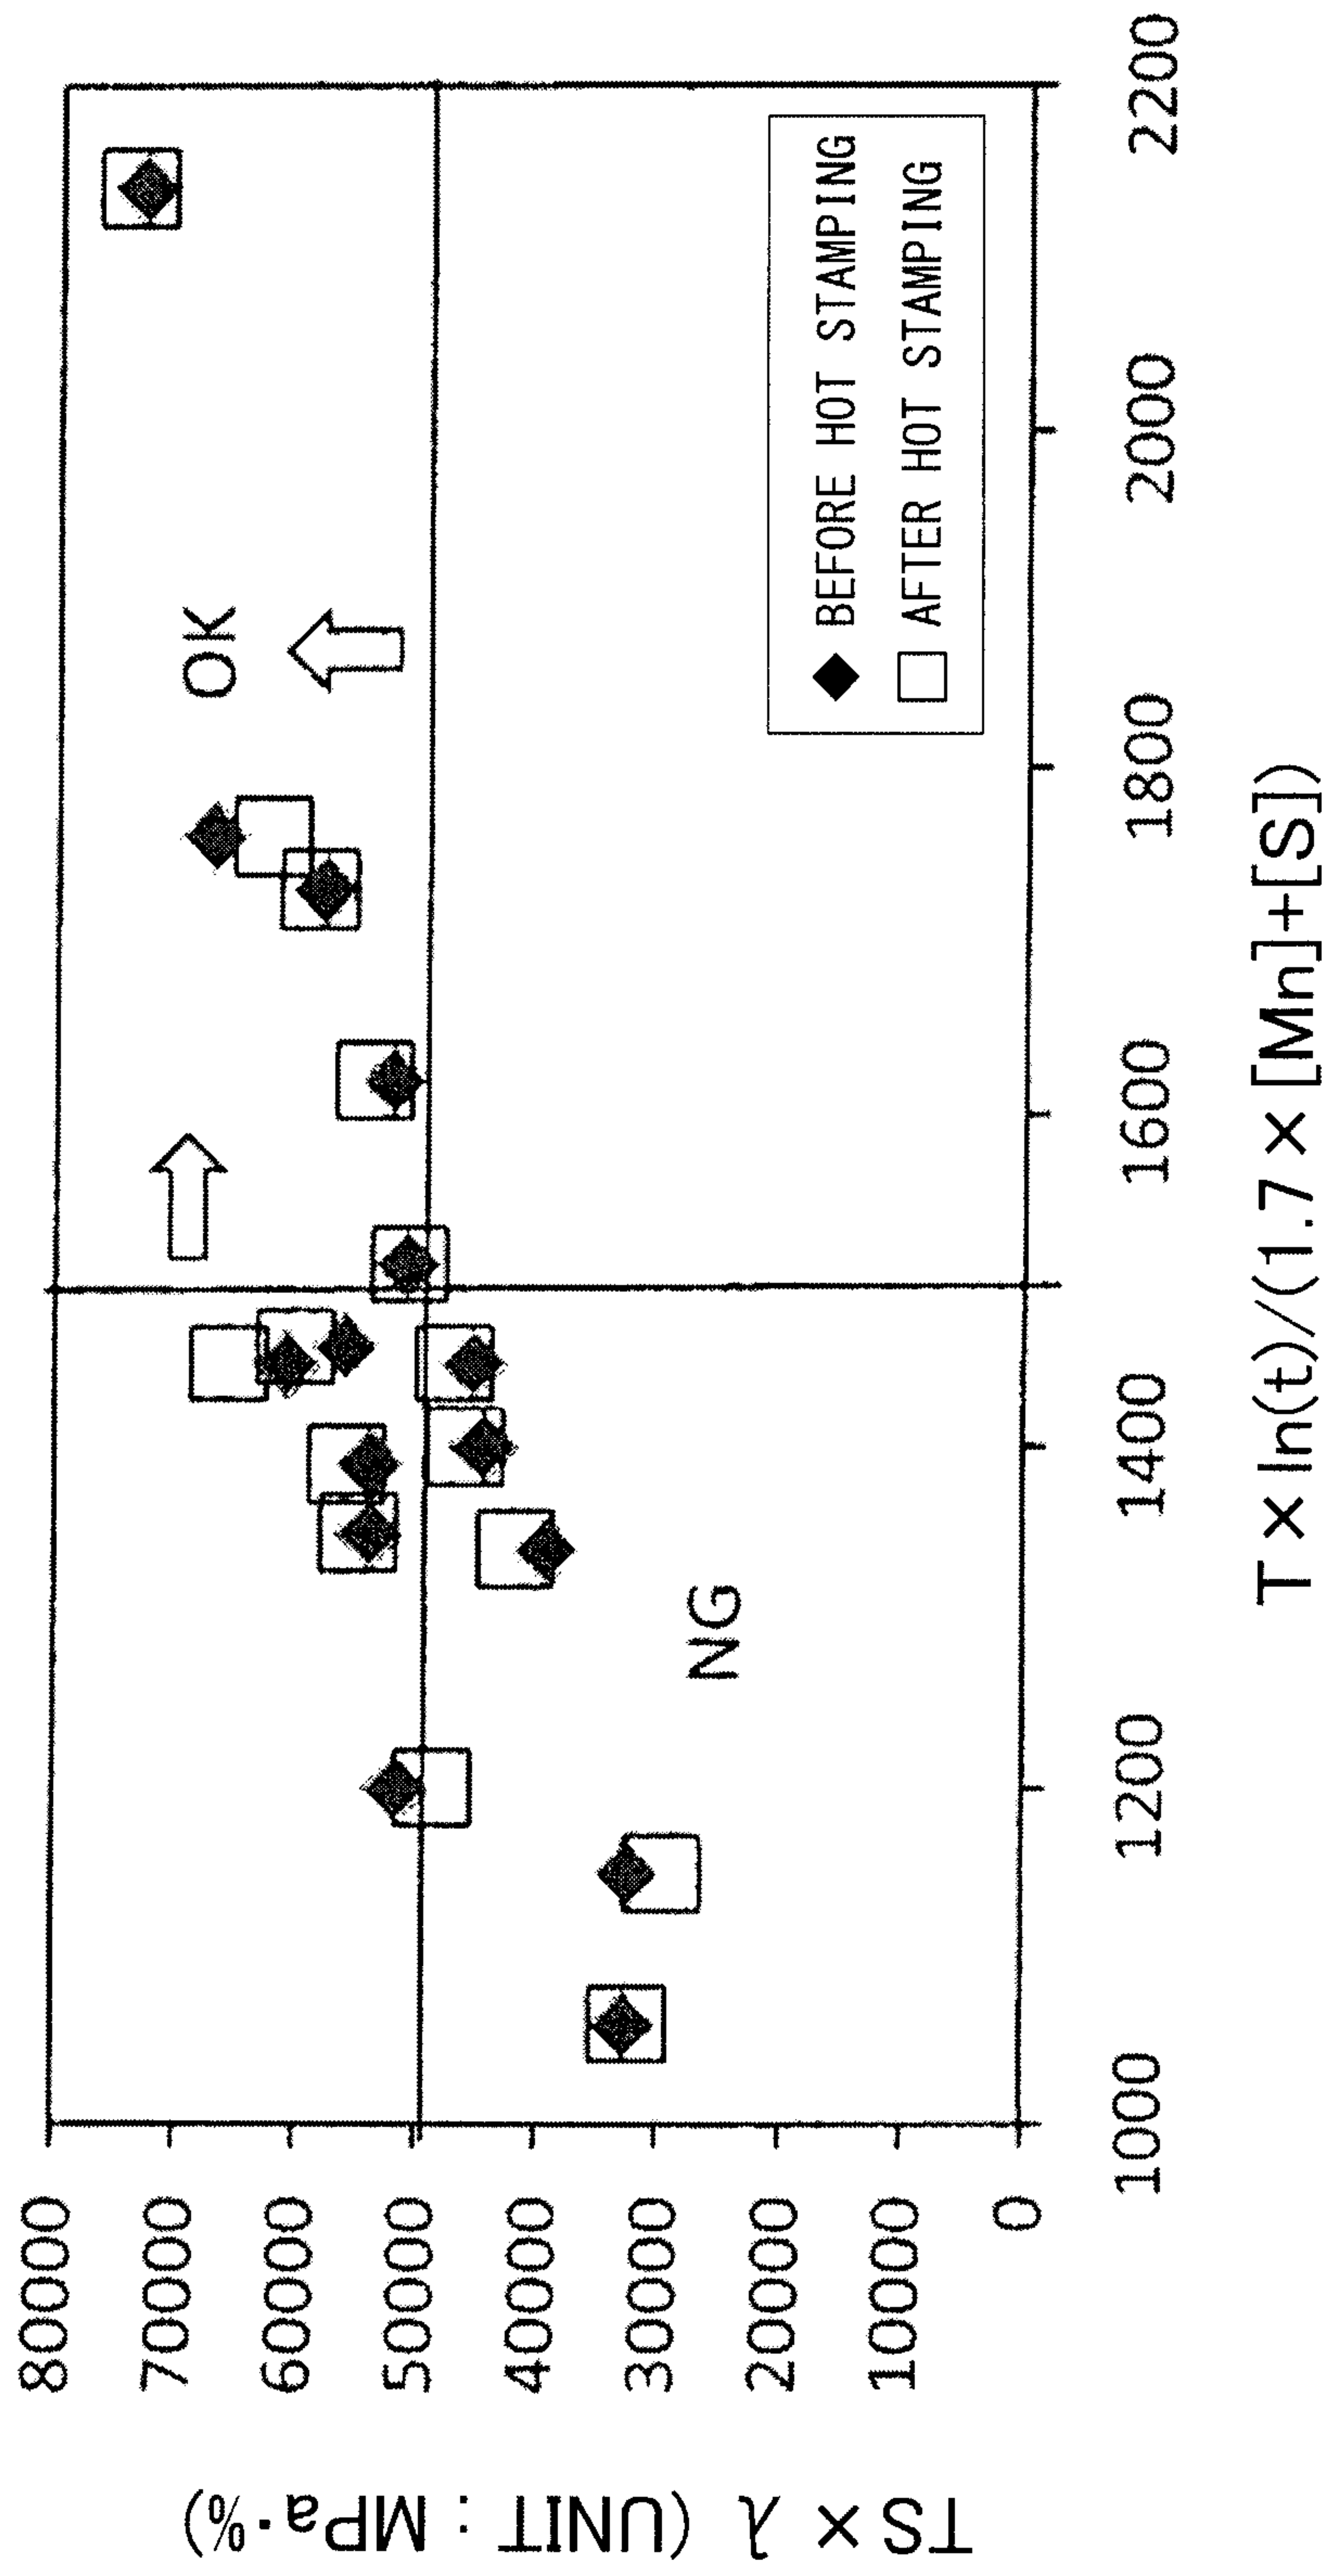 TS × λ (UNIT : MPa・%)
80000
70000
60000
50000
40000
30000
20000
10000
0
OK
NG
◆ BEFORE HOT STAMPING
□ AFTER HOT STAMPING
1000
1200
1400
1600
1800
2000
2200
T × ln(t)/(1.7 × [Mn]+[S])